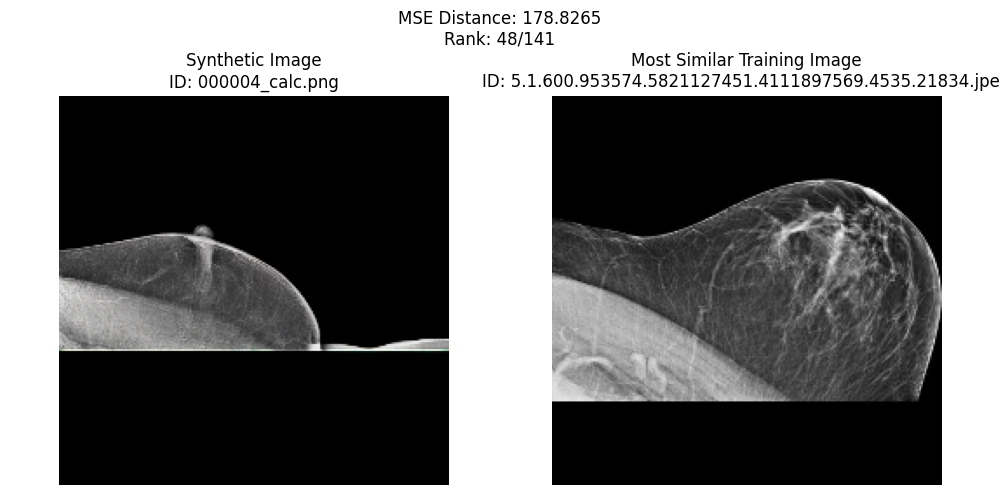 MSE Distance: 178.8265
Rank: 48/141
Synthetic Image
ID: 000004_calc.png
Most Similar Training Image
ID: 5.1.600.953574.5821127451.4111897569.4535.21834.jpe